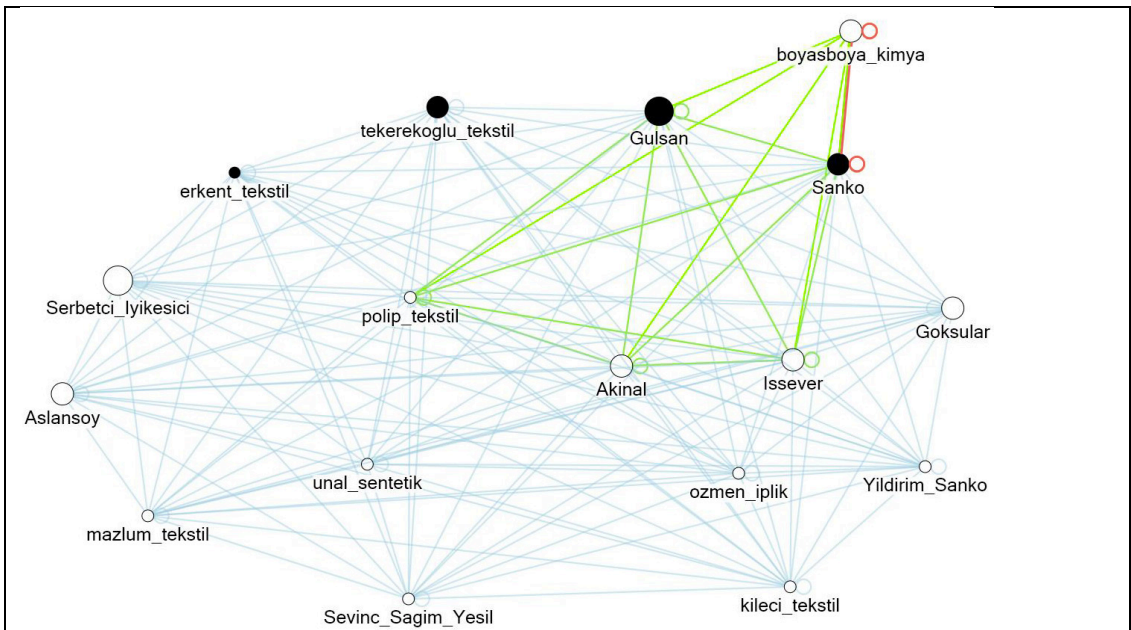 boyasboya_kimya
tekerekoglu_tekstil
Gulsan
erkent_tekstil
Sanko
Serbetci_Iyikesici
polip_tekstil
Goksular
Akinal
Issever
Aslansoy
unal_sentetik
ozmen_iplik
Yildirim_Sanko
mazlum_tekstil
Sevinc_Sagim_Yesil
kileci_tekstil